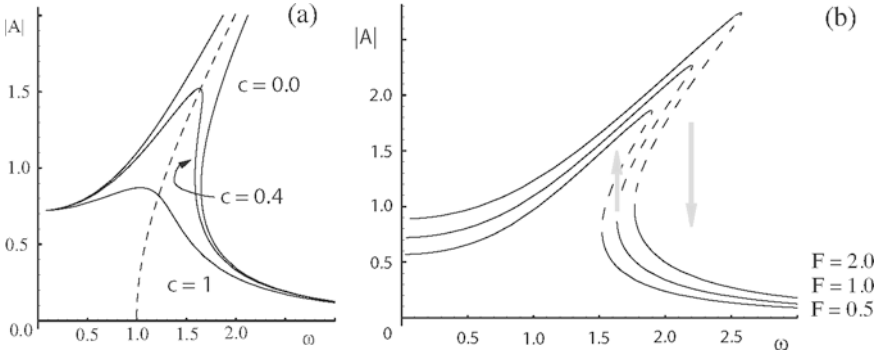 |A|
(a)
1.5
c = 0.0
1.0
c = 0.4
0.5
c = 1
0.0
0.5 1.0 1.5 2.0 ω
|A|
(b)
2.0
1.5
1.0
0.5
F = 2.0
F = 1.0
F = 0.5
0
0.5 1.0 1.5 2.0 2.5 ω